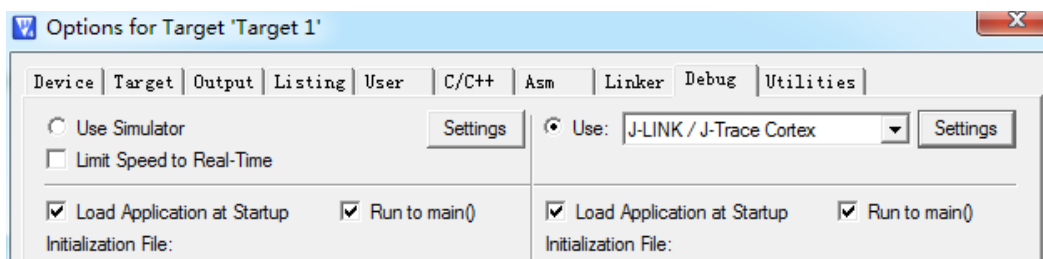 Options for Target 'Target 1'
Device Target Output Listing User C/C++ Asm Linker Debug Utilities
Use Simulator Settings Use: J-LINK / J-Trace Cortex Settings
Limit Speed to Real-Time
Load Application at Startup Run to main() Load Application at Startup Run to main()
Initialization File: Initialization File: